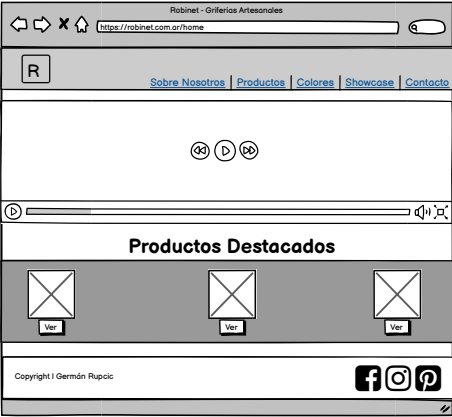 Robinet - Griferias Artesanales
https://robinet.com.ar/home
R
Sobre Nosotros | Productos | Colores | Showcase | Contacto
Productos Destacados
Ver Ver Ver
Copyright | Germán Rupcic